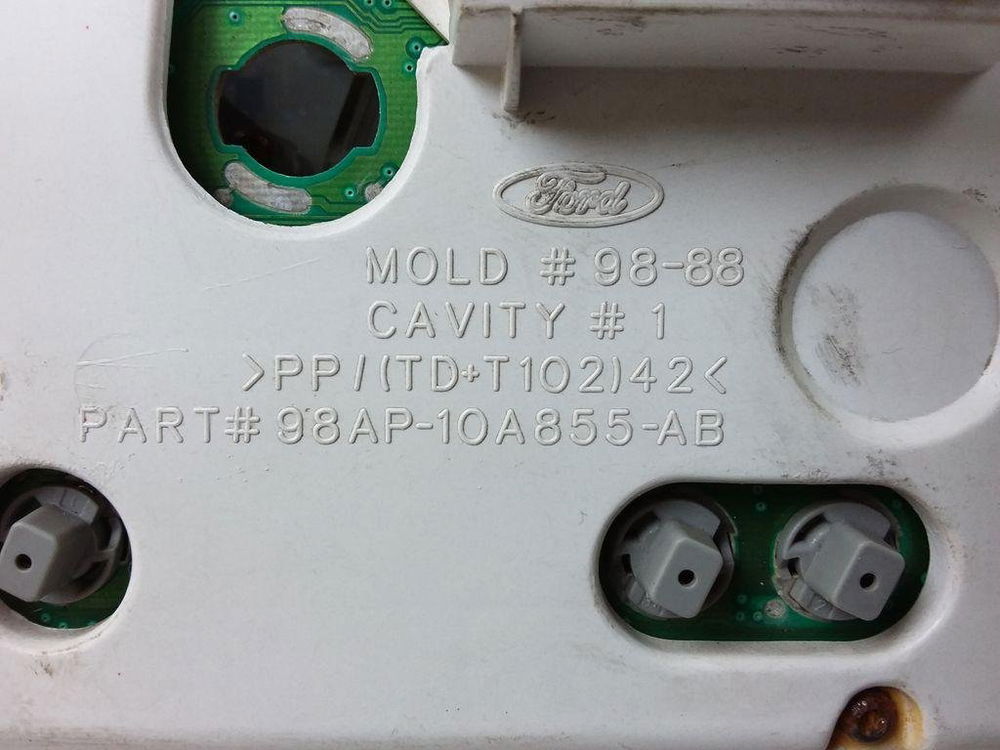 Ford
MOLD # 98-88
CAVITY # 1
>PP/(TD+T102)42<
PART# 98AP-10A855-AB